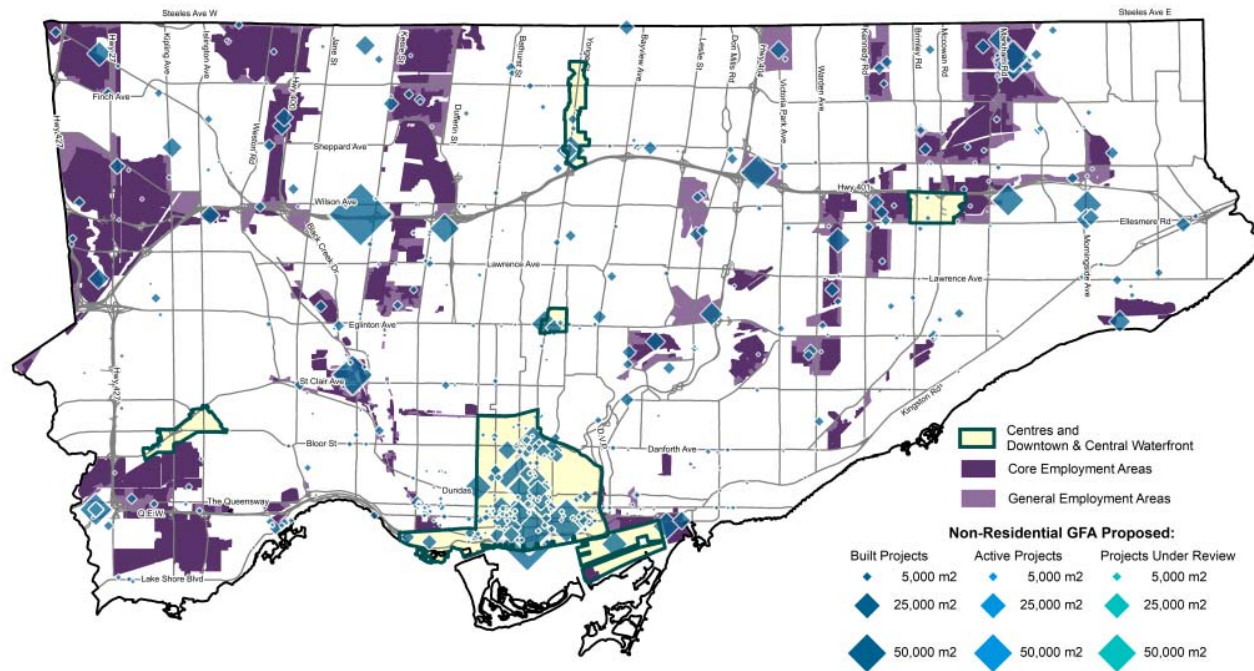 Steeles Ave W
Steeles Ave E
Hwy 27
Kipling Ave
Islington Ave
Hwy 400
Jane St
Keele St
Bathurst St
Yonge
Bayview Ave
Leslie St
Don Mills Rd
Hwy 404
Kennedy Rd
Brimley Rd
Mccowan Rd
Markham Rd
Finch Ave
Weston Rd
Dufferin St
Victoria Park Ave
Warden Ave
Hwy 427
Sheppard Ave
Hwy 401
Wilson Ave
Ellesmere Rd
Black Creek Dr
Morningside Ave
Lawrence Ave
Lawrence Ave
Eglinton Ave
St Clair Ave
Hwy 427
Kingston Rd
D.V.P.
Bloor St
Danforth Ave
Dundas
The Queensway
Q.E.W.
Lake Shore Blvd
Centres and
Downtown & Central Waterfront
Core Employment Areas
General Employment Areas
Non-Residential GFA Proposed:
Built Projects Active Projects Projects Under Review
5,000 m2 5,000 m2 5,000 m2
25,000 m2 25,000 m2 25,000 m2
50,000 m2 50,000 m2 50,000 m2